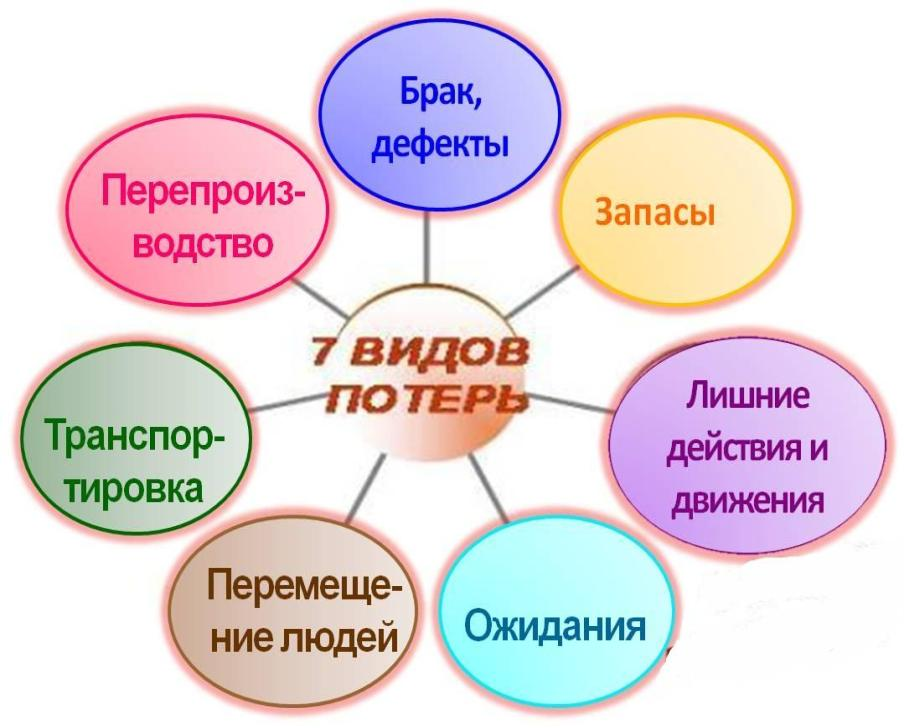 Брак,
дефекты
Перепроиз-
водство
Запасы
7 ВИДОВ
ПОТЕРЬ
Лишние
действия и
движения
Транспор-
тировка
Перемеще-
ние людей
Ожидания